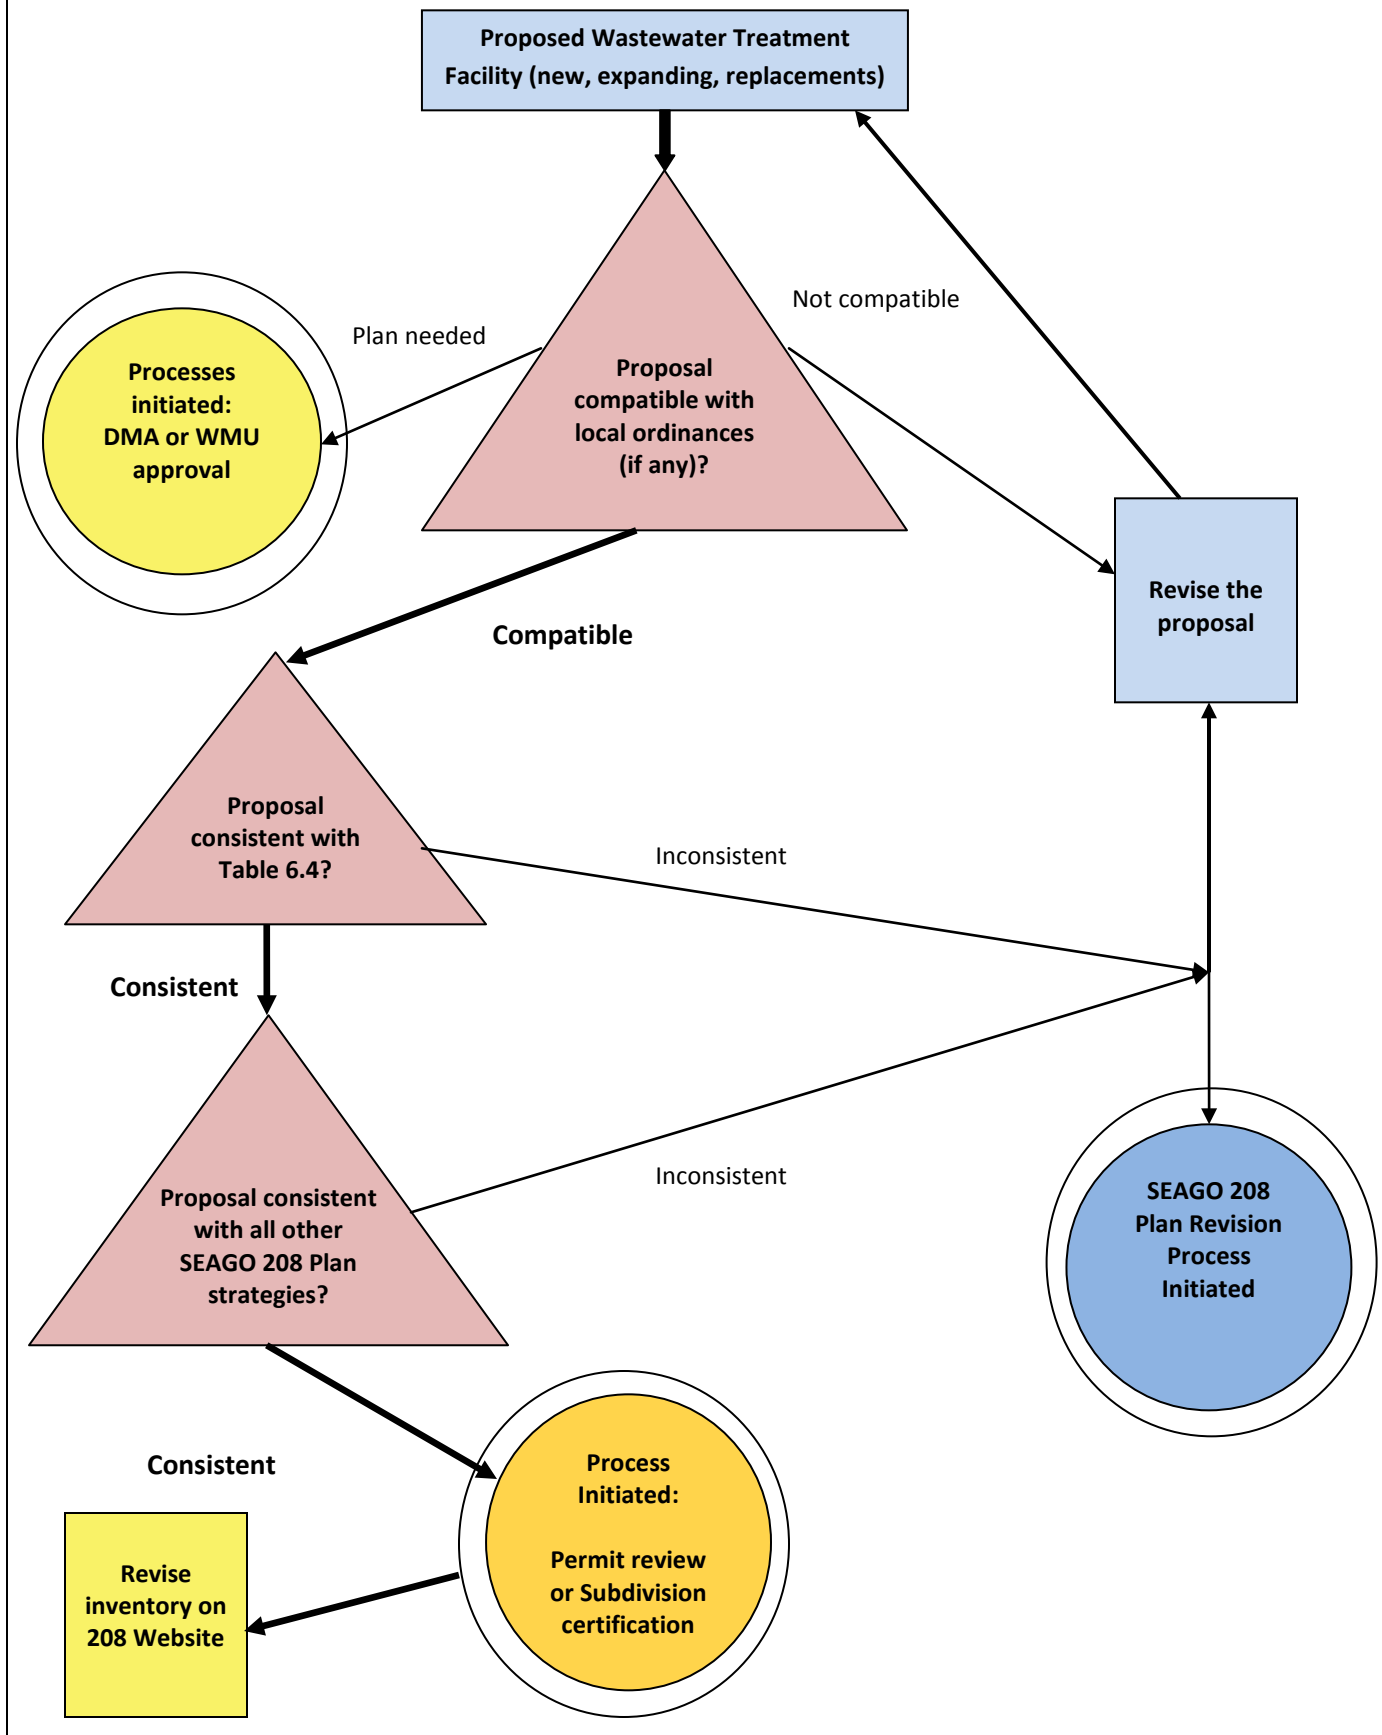 Proposed Wastewater Treatment
Facility (new, expanding, replacements)
Not compatible
Plan needed
Proposal
compatible with
local ordinances
(if any)?
Processes
initiated:
DMA or WMU
approval
Revise the
proposal
Compatible
Proposal
consistent with
Table 6.4?
Inconsistent
Consistent
Proposal consistent
with all other
SEAGO 208 Plan
strategies?
Inconsistent
SEAGO 208
Plan Revision
Process
Initiated
Consistent
Process
Initiated:
Permit review
or Subdivision
certification
Revise
inventory on
208 Website